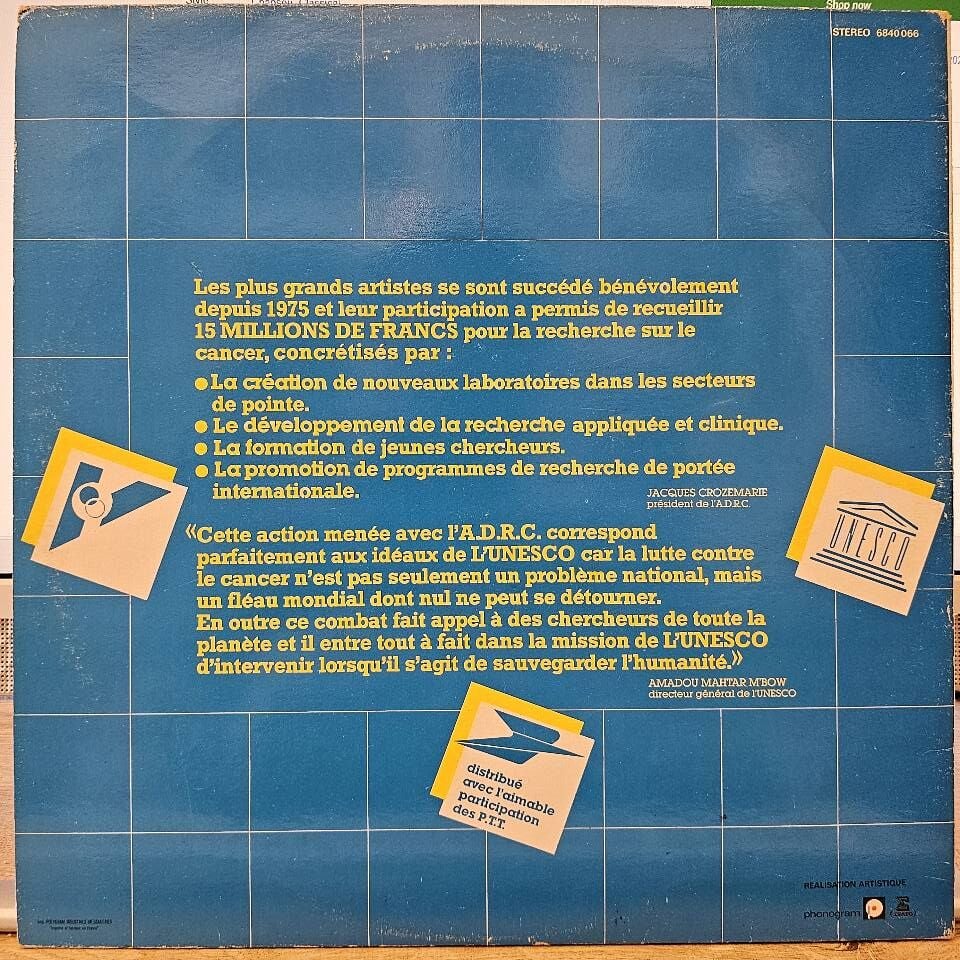 Style
Shop now
STEREO 6840 066
Les plus grands artistes se sont succédé bénévolement
depuis 1975 et leur participation a permis de recueillir
15 MILLIONS DE FRANCS pour la recherche sur le
cancer, concrétisés par :
● La création de nouveaux laboratoires dans les secteurs
de pointe.
● Le développement de la recherche appliquée et clinique.
● La formation de jeunes chercheurs.
● La promotion de programmes de recherche de portée
internationale.
JACQUES CROZEMARIE
président de l'A.D.R.C.
«Cette action menée avec l'A.D.R.C. correspond
parfaitement aux idéaux de L'UNESCO car la lutte contre
le cancer n'est pas seulement un problème national, mais
un fléau mondial dont nul ne peut se détourner.
En outre ce combat fait appel à des chercheurs de toute la
planète et il entre tout à fait dans la mission de L'UNESCO
d'intervenir lorsqu'il s'agit de sauvegarder l'humanité.»
AMADOU MAHTAR M'BOW
directeur général de l'UNESCO
UNESCO
distribué
avec l'aimable
participation
des P.T.T.
REALISATION ARTISTIQUE
phonogram